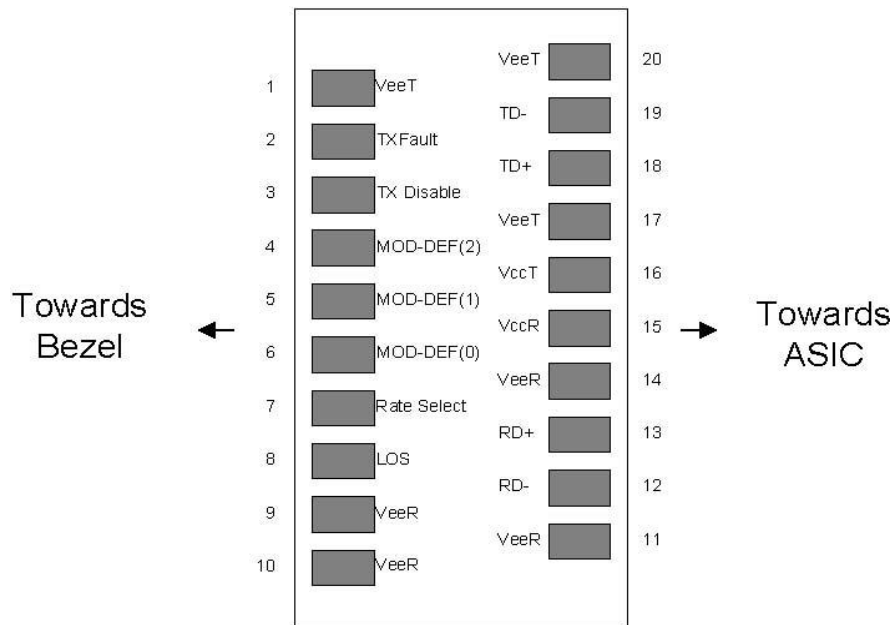 VeeT 20
1 VeeT
TD- 19
2 TXFault
TD+ 18
3 TX Disable
VeeT 17
4 MOD-DEF(2)
VccT 16
5 MOD-DEF(1)
Towards
Bezel
VccR 15
Towards
ASIC
6 MOD-DEF(0)
VeeR 14
7 Rate Select
RD+ 13
8 LOS
RD- 12
9 VeeR
VeeR 11
10 VeeR